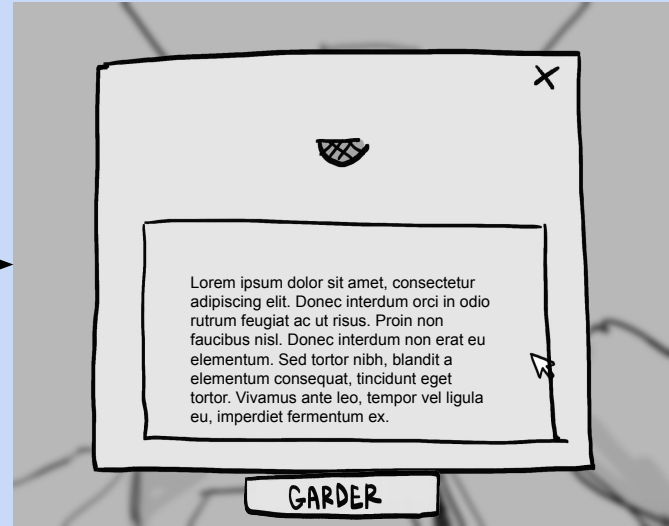 X
Lorem ipsum dolor sit amet, consectetur
adipiscing elit. Donec interdum orci in odio
rutrum feugiat ac ut risus. Proin non
faucibus nisl. Donec interdum non erat eu
elementum. Sed tortor nibh, blandit a
elementum consequat, tincidunt eget
tortor. Vivamus ante leo, tempor vel ligula
eu, imperdiet fermentum ex.
GARDER